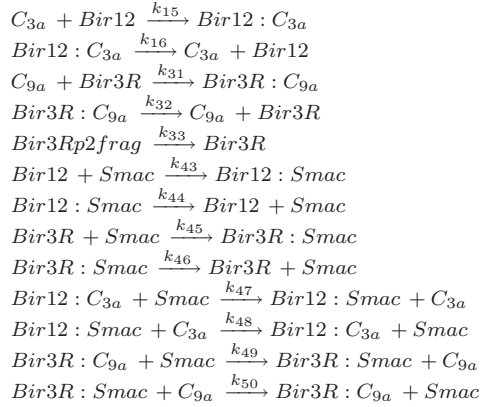 C3a + Bir12 k15→ Bir12 : C3a
Bir12 : C3a k16→ C3a + Bir12
C9a + Bir3R k31→ Bir3R : C9a
Bir3R : C9a k32→ C9a + Bir3R
Bir3Rp2frag k33→ Bir3R
Bir12 + Smac k43→ Bir12 : Smac
Bir12 : Smac k44→ Bir12 + Smac
Bir3R + Smac k45→ Bir3R : Smac
Bir3R : Smac k46→ Bir3R + Smac
Bir12 : C3a + Smac k47→ Bir12 : Smac + C3a
Bir12 : Smac + C3a k48→ Bir12 : C3a + Smac
Bir3R : C9a + Smac k49→ Bir3R : Smac + C9a
Bir3R : Smac + C9a k50→ Bir3R : C9a + Smac